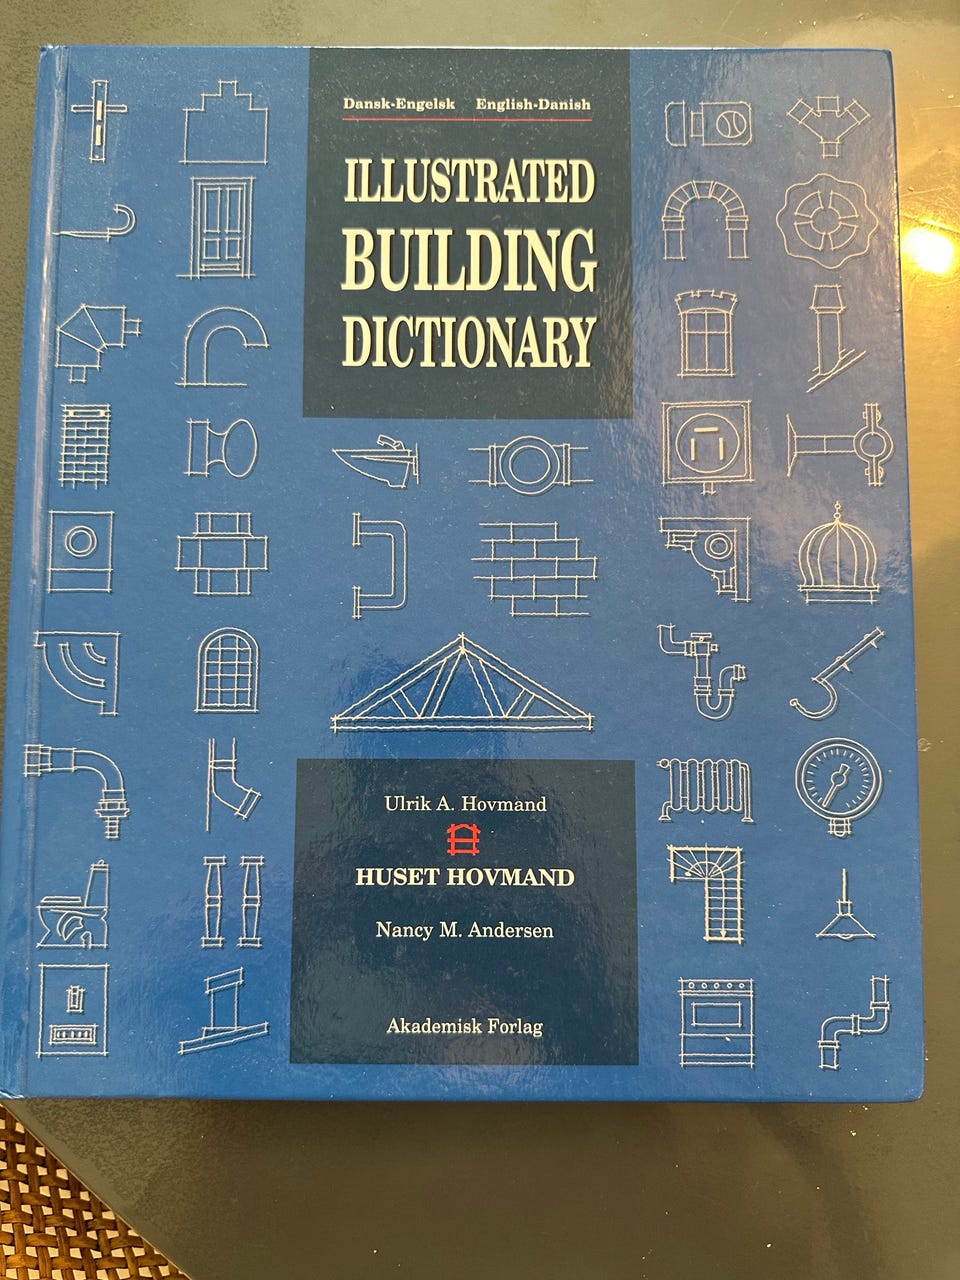 Dansk-Engelsk English-Danish
ILLUSTRATED
BUILDING
DICTIONARY
Ulrik A. Hovmand
HUSET HOVMAND
Nancy M. Andersen
Akademisk Forlag